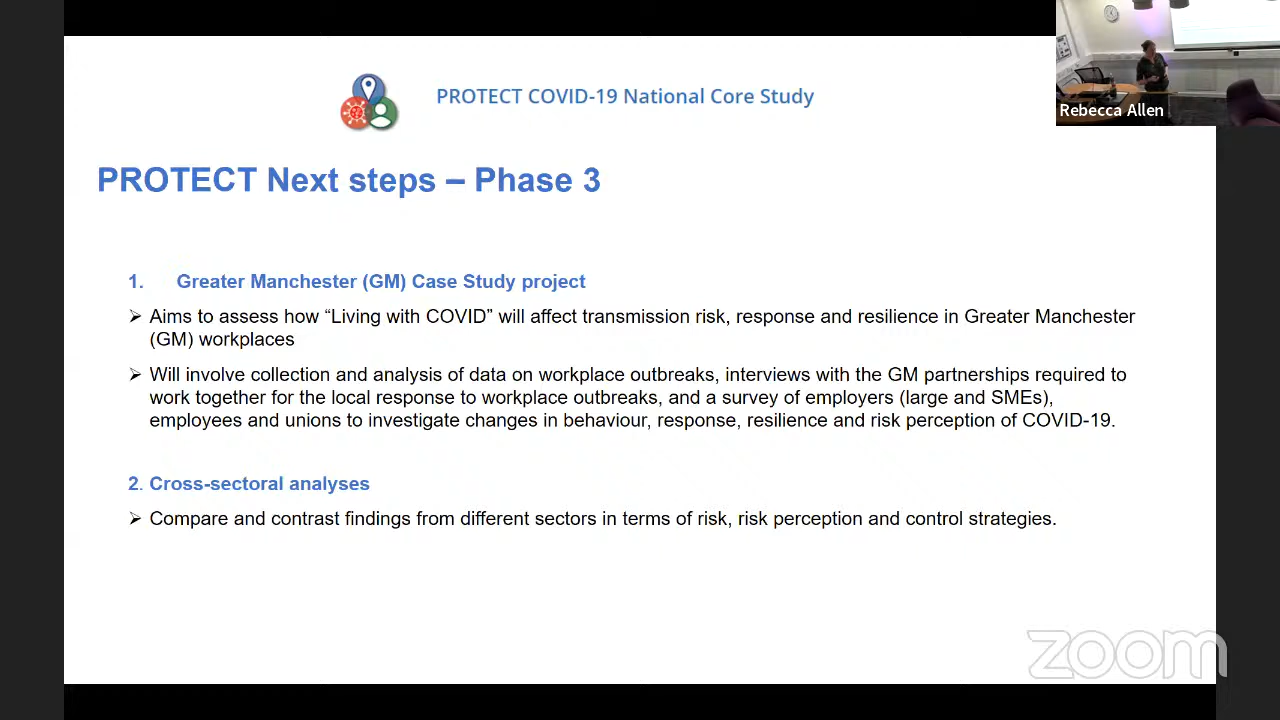 PROTECT COVID-19 National Core Study
Rebecca Allen
PROTECT Next steps – Phase 3
1. Greater Manchester (GM) Case Study project
➢ Aims to assess how “Living with COVID” will affect transmission risk, response and resilience in Greater Manchester
(GM) workplaces
➢ Will involve collection and analysis of data on workplace outbreaks, interviews with the GM partnerships required to
work together for the local response to workplace outbreaks, and a survey of employers (large and SMEs),
employees and unions to investigate changes in behaviour, response, resilience and risk perception of COVID-19.
2. Cross-sectoral analyses
➢ Compare and contrast findings from different sectors in terms of risk, risk perception and control strategies.
zoom